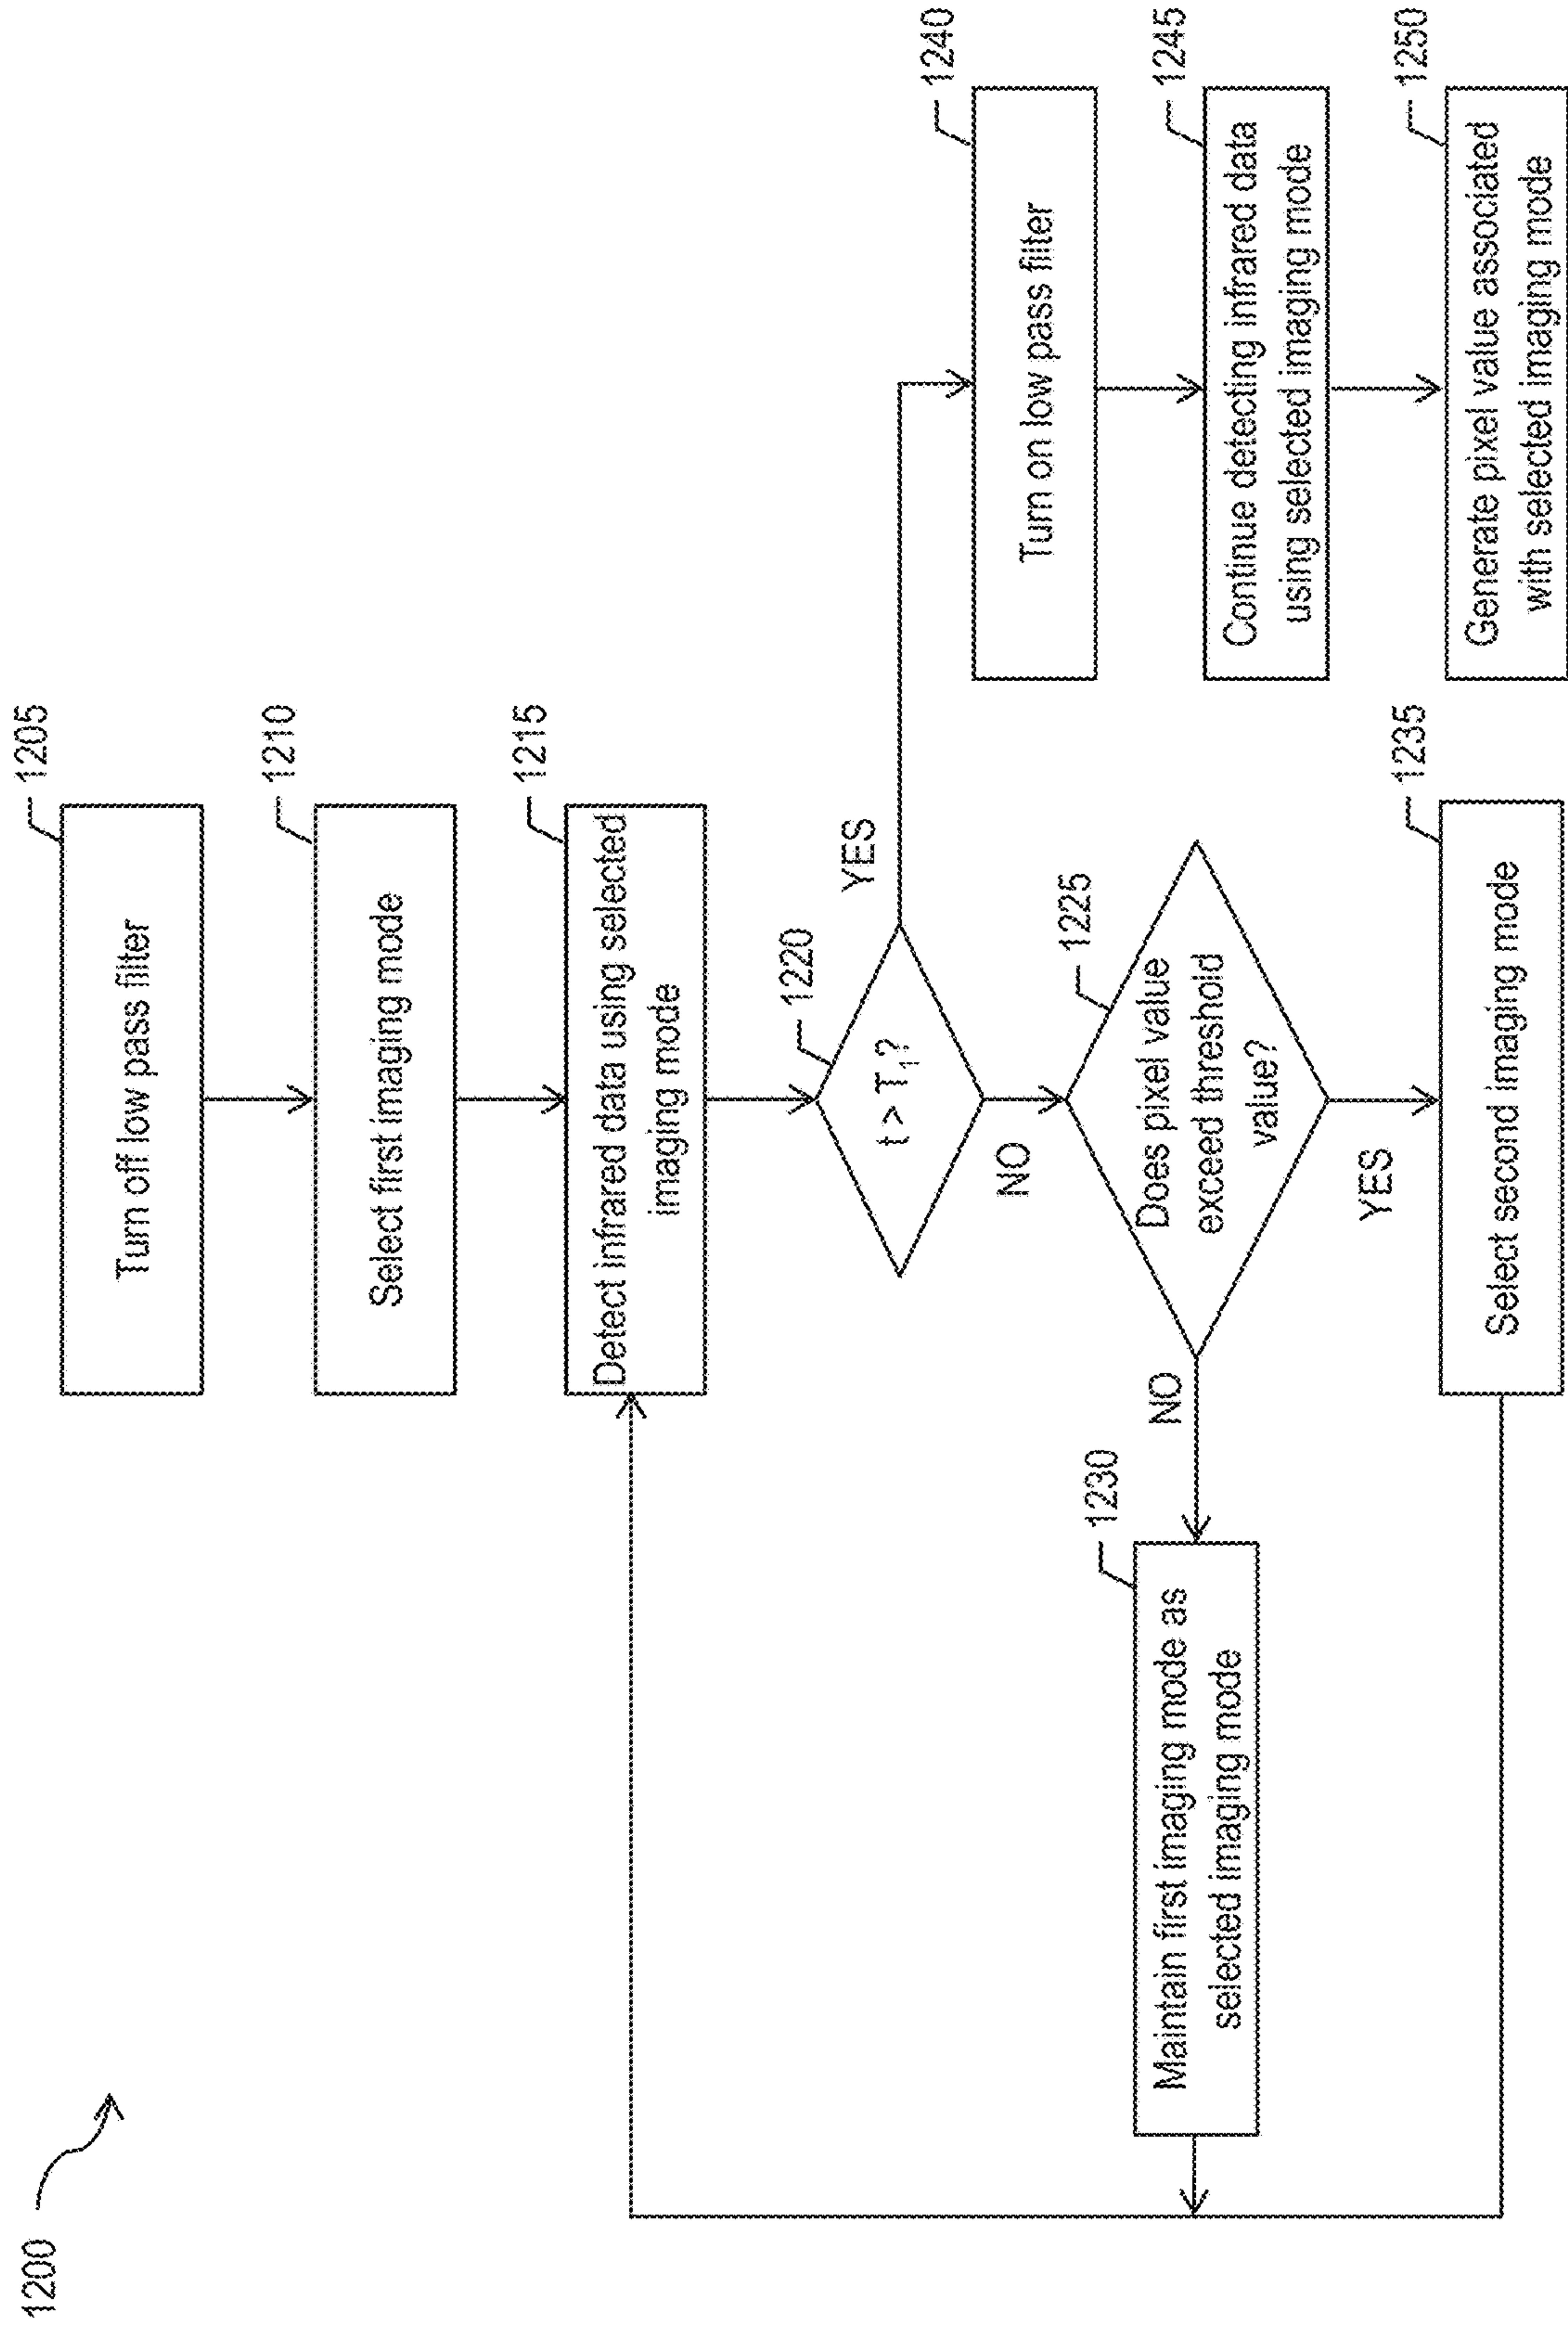 1200
1205
Turn off low pass filter
1210
Select first imaging mode
1215
Detect infrared data using selected
imaging mode
1220
t > T₁?
YES
NO
1225
Does pixel value
exceed threshold
value?
NO
YES
1230
Maintain first imaging mode as
selected imaging mode
1235
Select second imaging mode
1240
Turn on low pass filter
1245
Continue detecting infrared data
using selected imaging mode
1250
Generate pixel value associated
with selected imaging mode